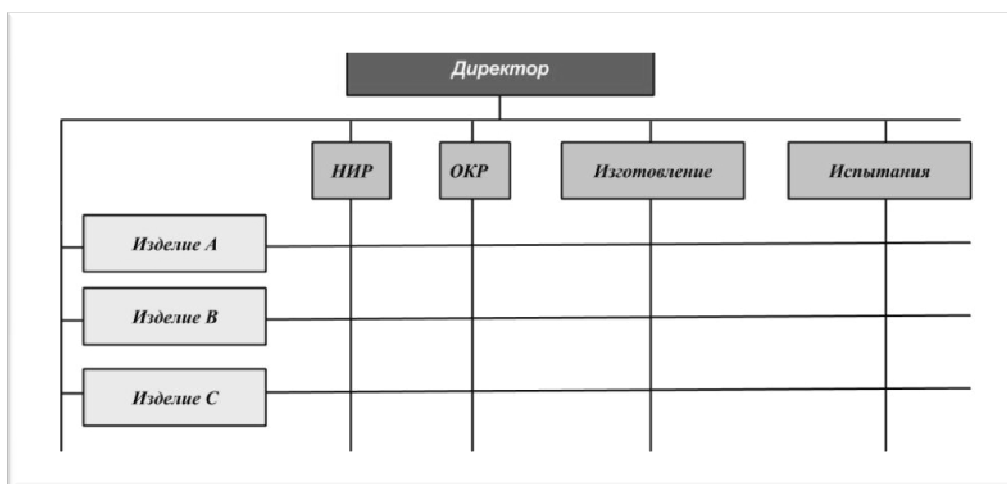 Директор
НИР
ОКР
Изготовление
Испытания
Изделие А
Изделие В
Изделие С